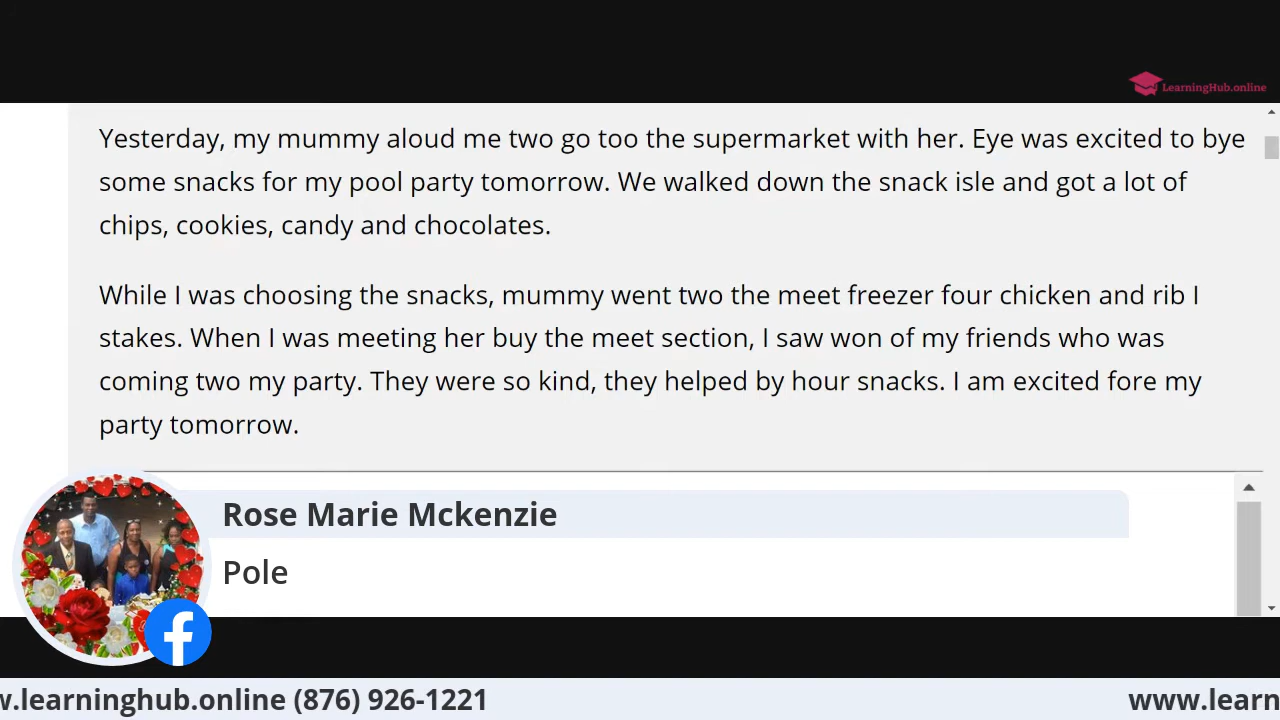 LearningHub.online
Yesterday, my mummy aloud me two go too the supermarket with her. Eye was excited to bye
some snacks for my pool party tomorrow. We walked down the snack isle and got a lot of
chips, cookies, candy and chocolates.
While I was choosing the snacks, mummy went two the meet freezer four chicken and rib I
stakes. When I was meeting her buy the meet section, I saw won of my friends who was
coming two my party. They were so kind, they helped by hour snacks. I am excited fore my
party tomorrow.
Rose Marie Mckenzie
Pole
w.learninghub.online (876) 926-1221 www.learn